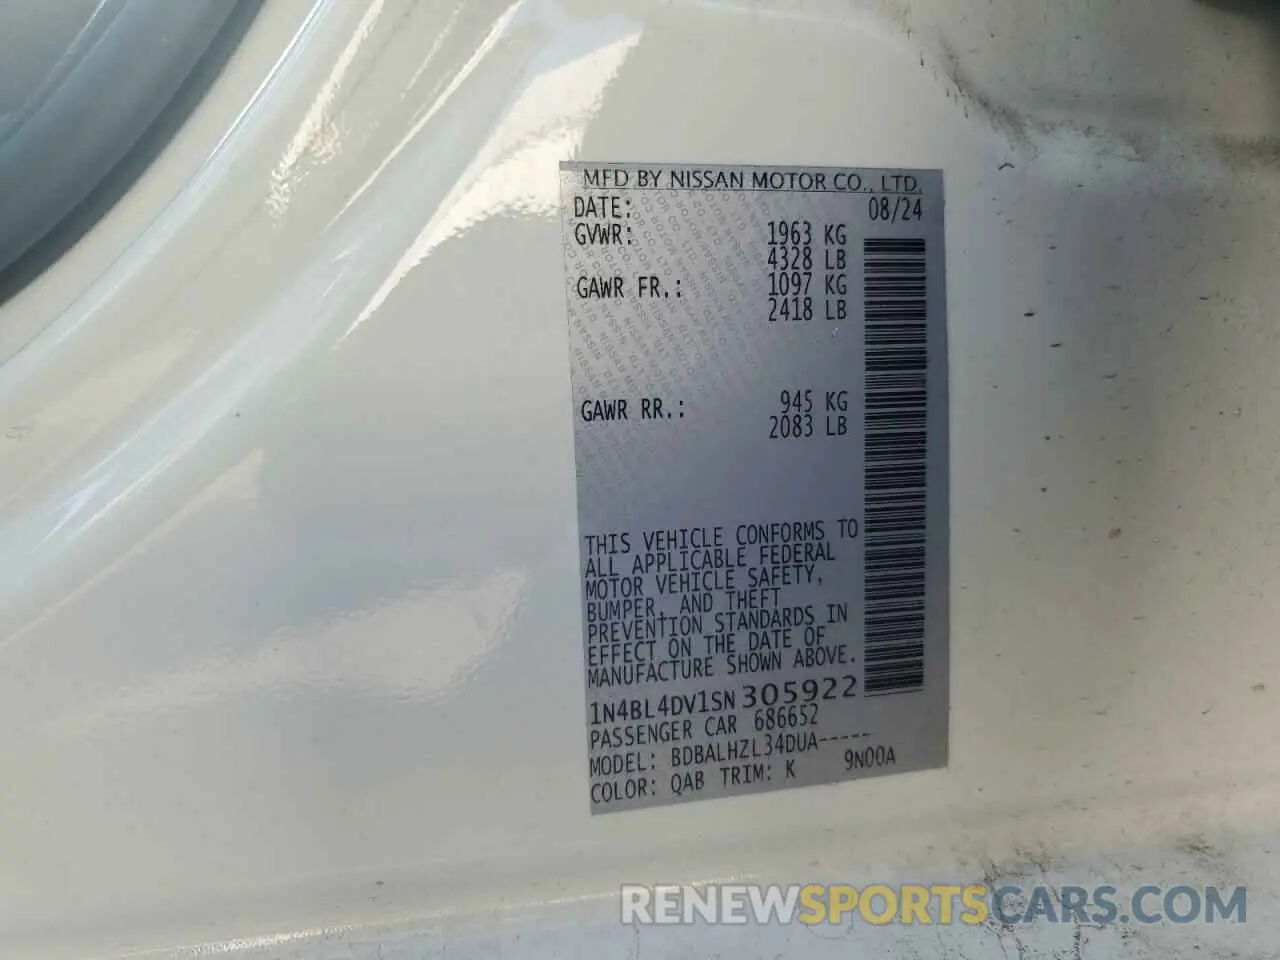 MFD BY NISSAN MOTOR CO., LTD.
DATE: 08/24
GVWR: 1963 KG
4328 LB
GAWR FR.: 1097 KG
2418 LB
GAWR RR.: 945 KG
2083 LB
THIS VEHICLE CONFORMS TO
ALL APPLICABLE FEDERAL
MOTOR VEHICLE SAFETY,
BUMPER, AND THEFT
PREVENTION STANDARDS IN
EFFECT ON THE DATE OF
MANUFACTURE SHOWN ABOVE.
1N4BL4DV1SN305922
PASSENGER CAR 686652
MODEL: BDBALHZL34DUA-----
COLOR: QAB TRIM: K 9N00A
RENEWSPORTSCARS.COM